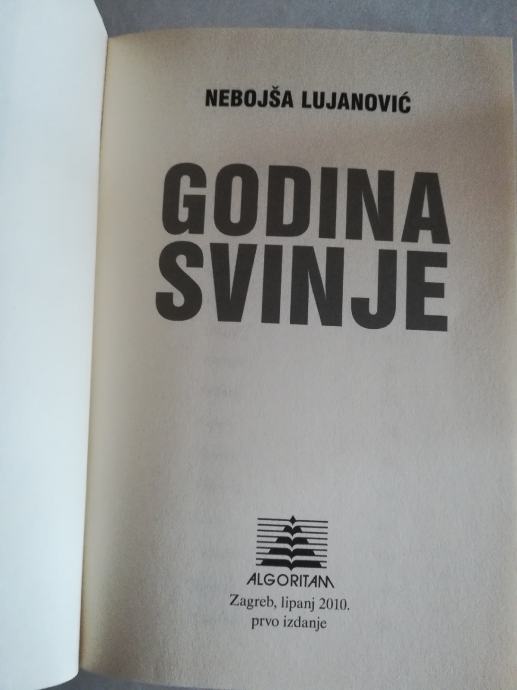 NEBOJŠA LUJANOVIĆ
GODINA
SVINJE
ALGORITAM
Zagreb, lipanj 2010.
prvo izdanje